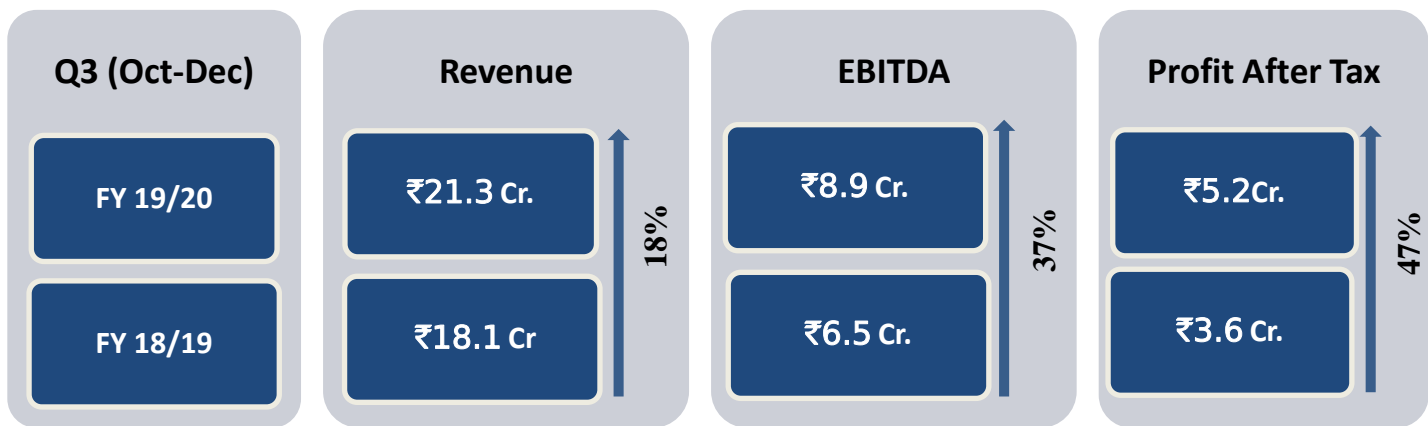 Q3 (Oct-Dec)
FY 19/20
FY 18/19
Revenue
₹21.3 Cr.
₹18.1 Cr
18%
EBITDA
₹8.9 Cr.
₹6.5 Cr.
37%
Profit After Tax
₹5.2Cr.
₹3.6 Cr.
47%